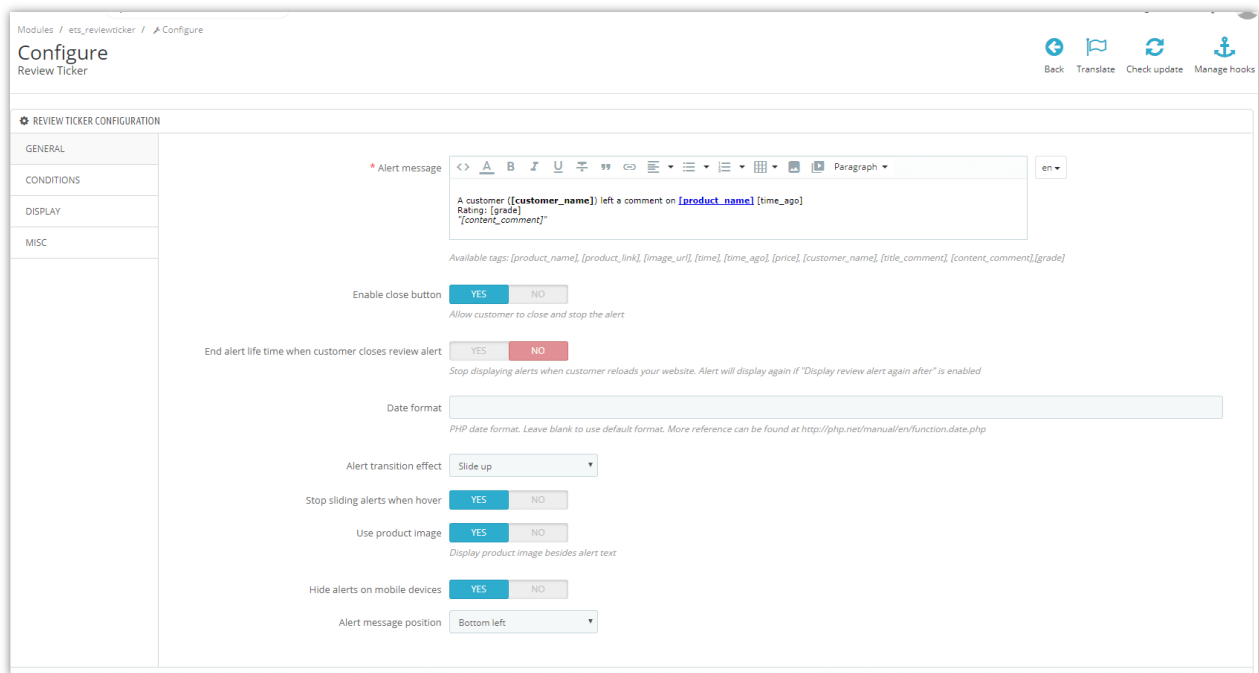 Modules / ets_reviewticker / Configure
Configure
Review Ticker
Back Translate Check update Manage hooks
REVIEW TICKER CONFIGURATION
GENERAL
CONDITIONS
DISPLAY
MISC
* Alert message
Paragraph
en
A customer ([customer_name]) left a comment on [product_name] [time_ago]
Rating: [grade]
"[content_comment]"
Available tags: [product_name], [product_link], [image_url], [time], [time_ago], [price], [customer_name], [title_comment], [content_comment],[grade]
Enable close button YES NO
Allow customer to close and stop the alert
End alert life time when customer closes review alert YES NO
Stop displaying alerts when customer reloads your website. Alert will display again if "Display review alert again after" is enabled
Date format
PHP date format. Leave blank to use default format. More reference can be found at http://php.net/manual/en/function.date.php
Alert transition effect Slide up
Stop sliding alerts when hover YES NO
Use product image YES NO
Display product image besides alert text
Hide alerts on mobile devices YES NO
Alert message position Bottom left